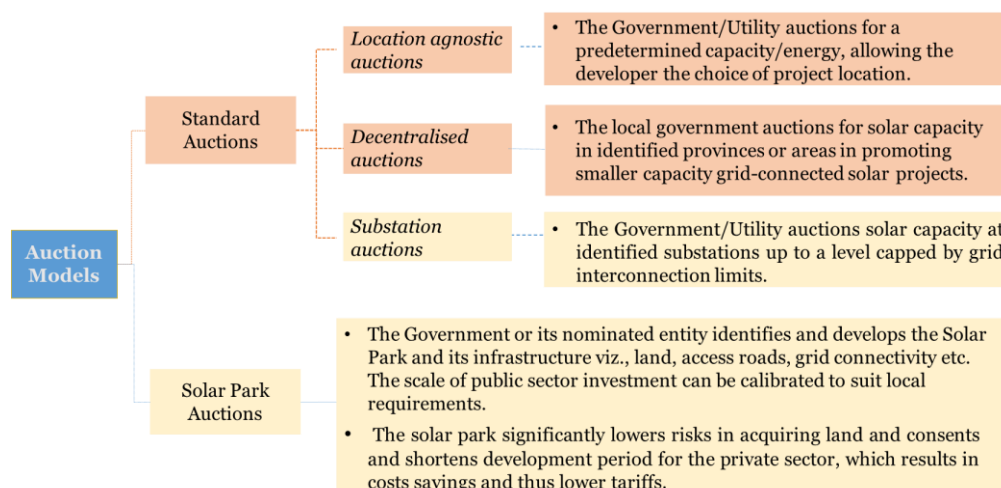 Auction
Models
Standard
Auctions
Location agnostic
auctions
• The Government/Utility auctions for a
predetermined capacity/energy, allowing the
developer the choice of project location.
Decentralised
auctions
• The local government auctions for solar capacity
in identified provinces or areas in promoting
smaller capacity grid-connected solar projects.
Substation
auctions
• The Government/Utility auctions solar capacity at
identified substations up to a level capped by grid
interconnection limits.
Solar Park
Auctions
• The Government or its nominated entity identifies and develops the Solar
Park and its infrastructure viz., land, access roads, grid connectivity etc.
The scale of public sector investment can be calibrated to suit local
requirements.
• The solar park significantly lowers risks in acquiring land and consents
and shortens development period for the private sector, which results in
costs savings and thus lower tariffs.